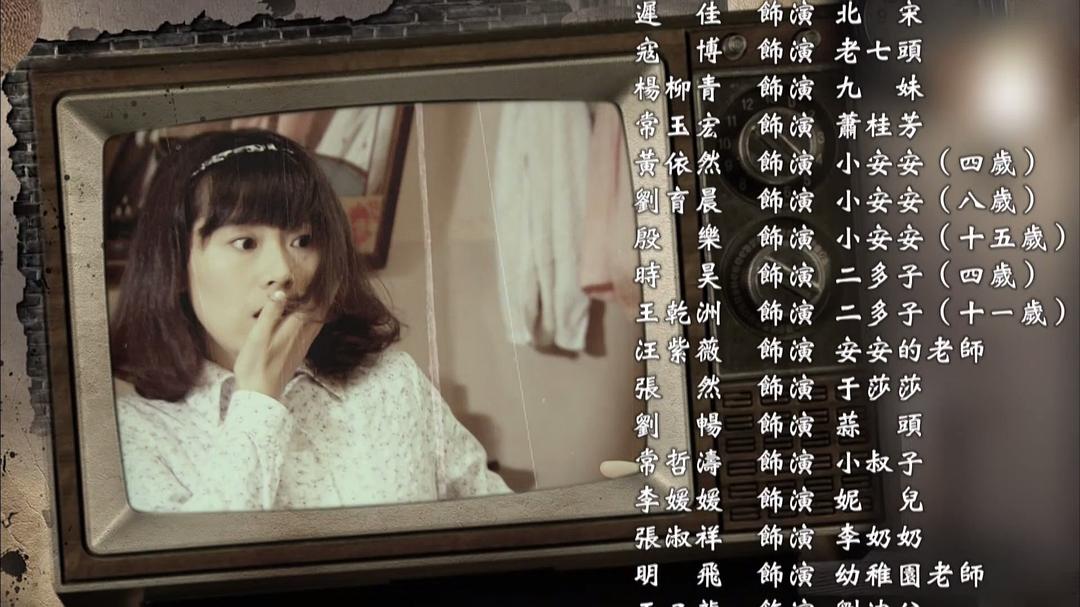 遲佳 飾演 北宋
寇博 飾演 老七頭
楊柳青 飾演 九妹
常玉宏 飾演 蕭桂芳
黃依然 飾演 小安安（四歲）
劉育晨 飾演 小安安（八歲）
殷樂 飾演 小安安（十五歲）
時昊 飾演 二多子（四歲）
王乾洲 飾演 二多子（十一歲）
汪紫薇 飾演 安安的老師
張然 飾演 于莎莎
劉暢 飾演 蒜頭
常哲濤 飾演 小叔子
李媛媛 飾演 妮兒
張淑祥 飾演 李奶奶
明飛 飾演 幼稚園老師
飾演